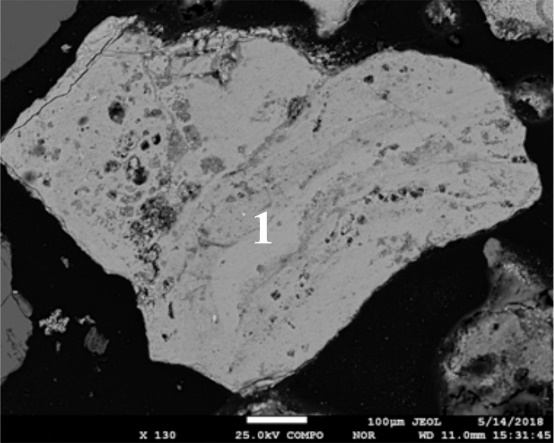 1
100µm JEOL 5/14/2018
X 130 25.0kV COMPO NOR WD 11.0mm 15:31:45